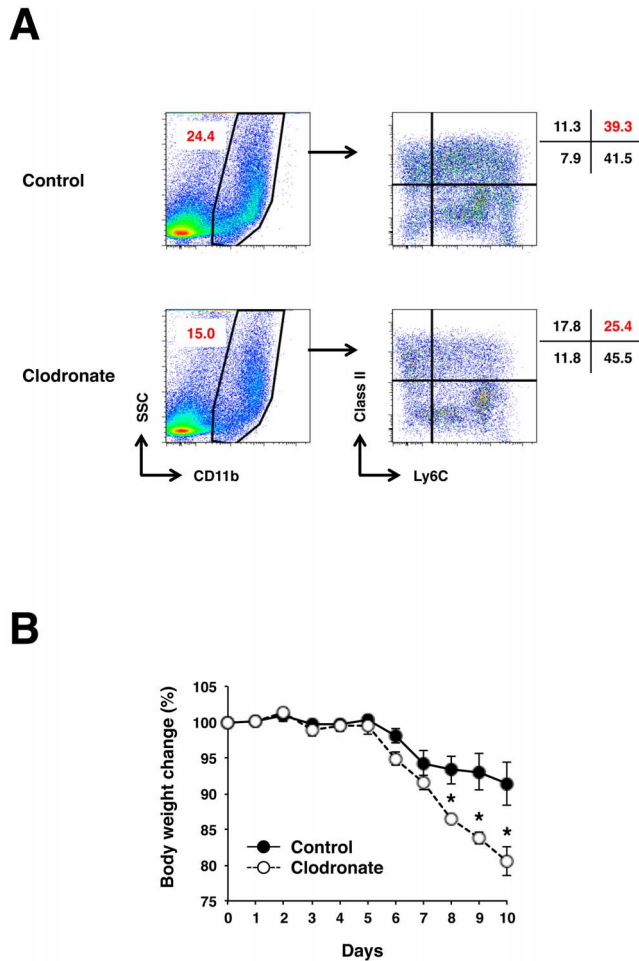 A
24.4
11.3 39.3
7.9 41.5
Control
15.0
17.8 25.4
11.8 45.5
Clodronate
SSC
CD11b
Class II
Ly6C
B
Body weight change (%)
105
100
95
90
85
80
75
* * *
Control
Clodronate
0 1 2 3 4 5 6 7 8 9 10
Days